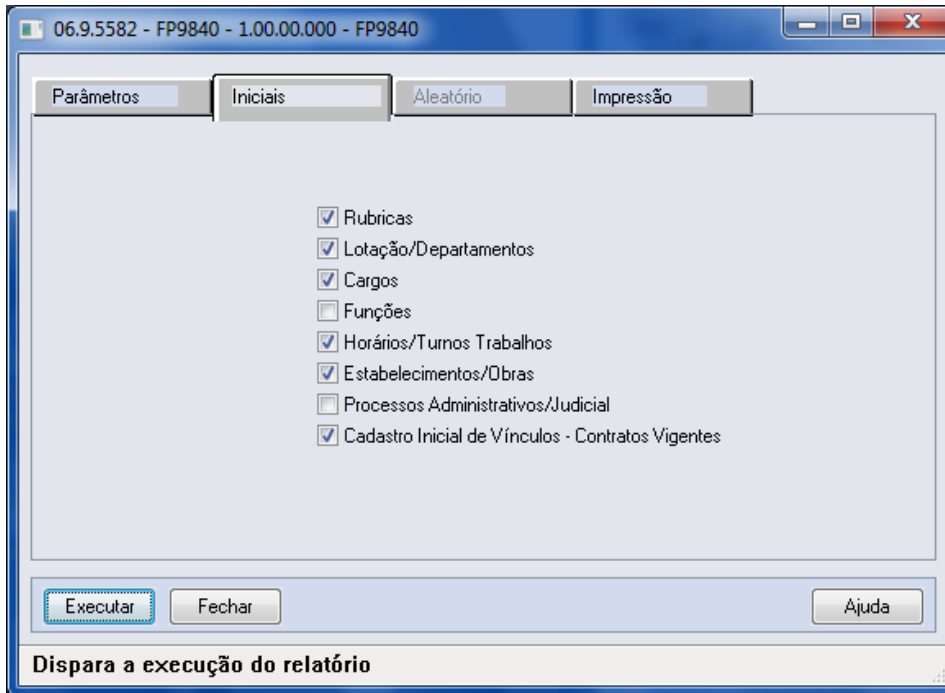 06.9.5582 - FP9840 - 1.00.00.000 - FP9840
Parâmetros Iniciais Aleatório Impressão
Rubricas
Lotação/Departamentos
Cargos
Funções
Horários/Turnos Trabalhos
Estabelecimentos/Obras
Processos Administrativos/Judicial
Cadastro Inicial de Vínculos - Contratos Vigentes
Executar Fechar Ajuda
Dispara a execução do relatório